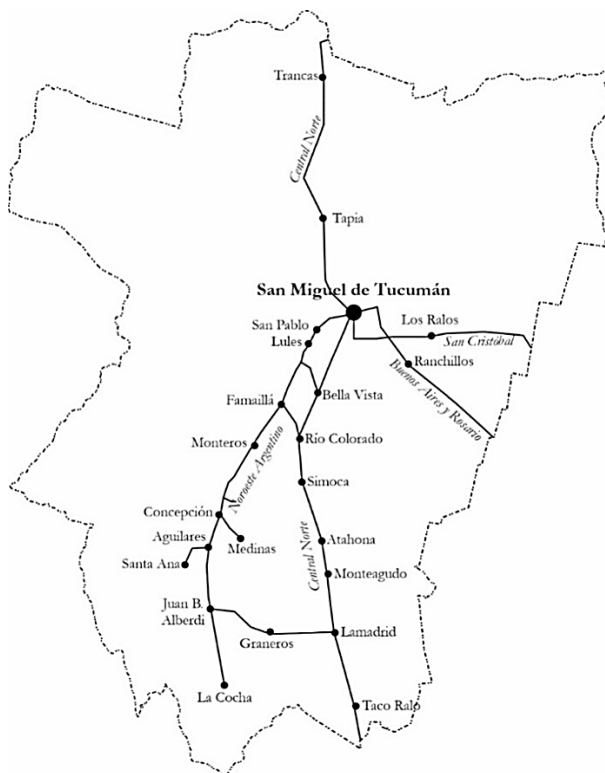 Trancas
Central Norte
Tapia
San Miguel de Tucumán
San Pablo
Los Ralos
Lules
San Cristóbal
Ranchillos
Buenos Aires y Rosario
Famaillá
Bella Vista
Monteros
Río Colorado
Noroeste Argentino
Simoca
Concepción
Aguilares
Medinas
Atahona
Central Norte
Santa Ana
Monteagudo
Juan B.
Alberdi
Graneros
Lamadrid
La Cocha
Taco Ralo